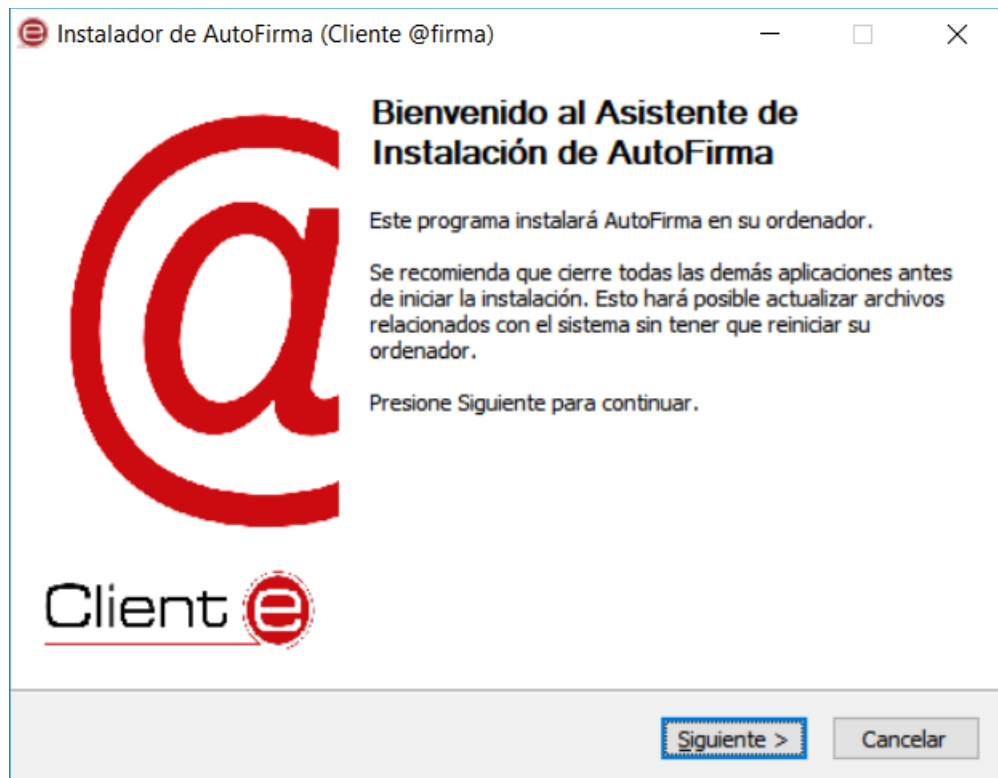 Instalador de AutoFirma (Cliente @firma)
Bienvenido al Asistente de
Instalación de AutoFirma
Este programa instalará AutoFirma en su ordenador.
Se recomienda que cierre todas las demás aplicaciones antes
de iniciar la instalación. Esto hará posible actualizar archivos
relacionados con el sistema sin tener que reiniciar su
ordenador.
Presione Siguiente para continuar.
@
Client e
Siguiente >
Cancelar